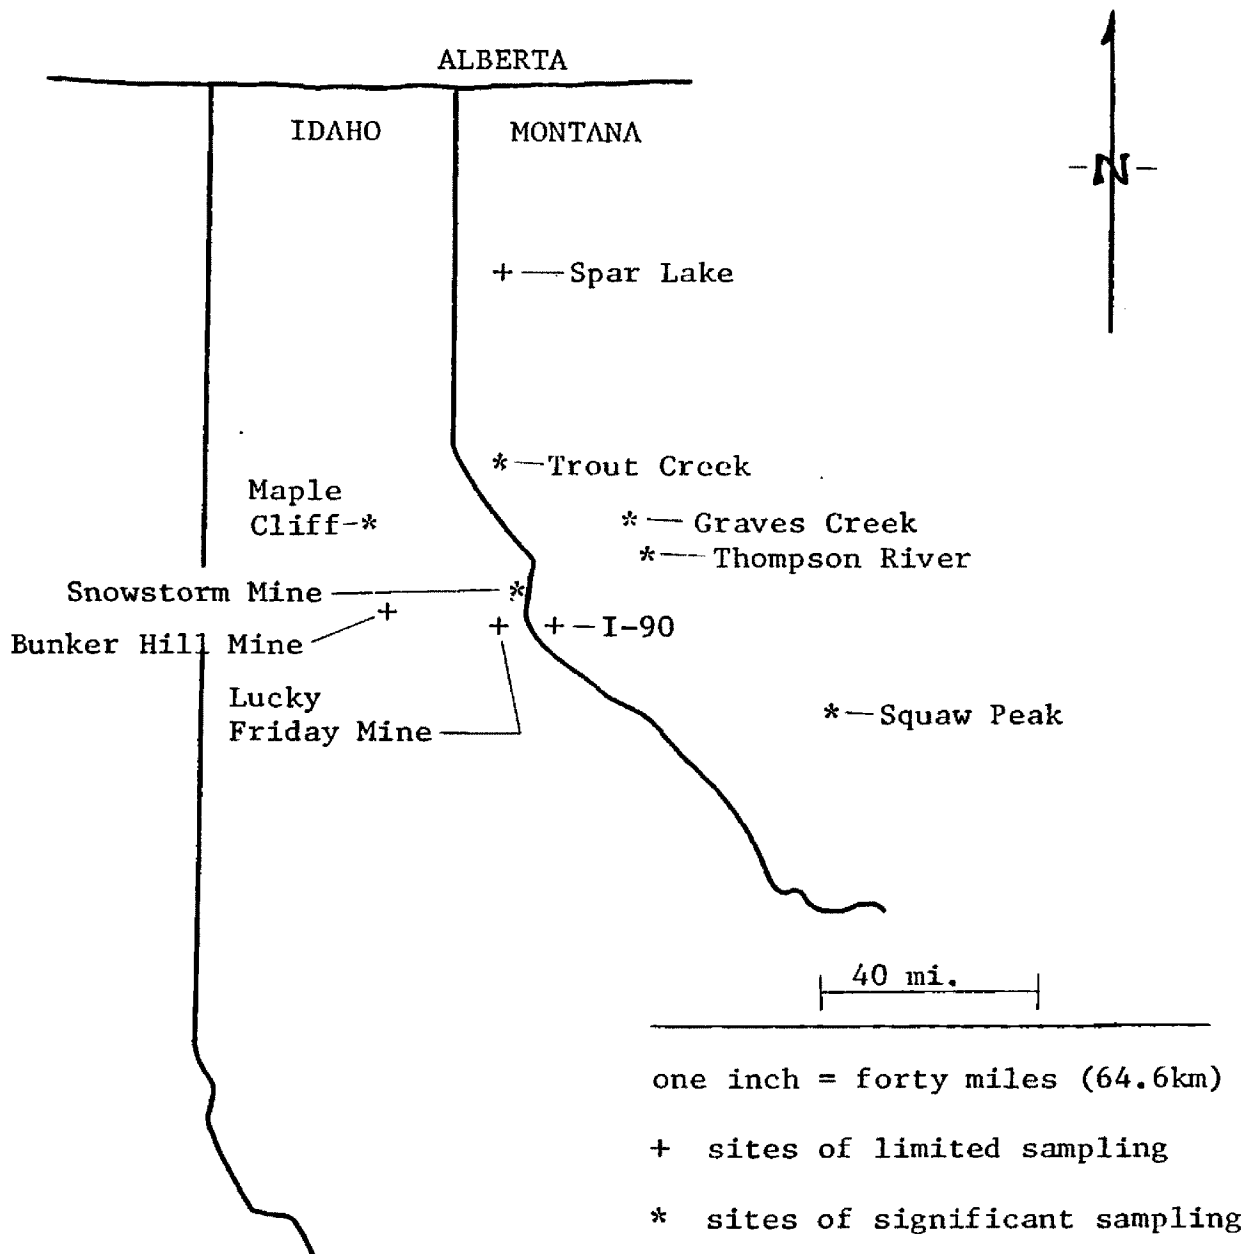 ALBERTA
IDAHO
MONTANA
-N-
+ — Spar Lake
* — Trout Creek
Maple
Cliff-*
* — Graves Creek
* — Thompson River
Snowstorm Mine — *
+
Bunker Hill Mine
+ + — I-90
Lucky
Friday Mine
* — Squaw Peak
40 mi.
one inch = forty miles (64.6km)
+ sites of limited sampling
* sites of significant sampling